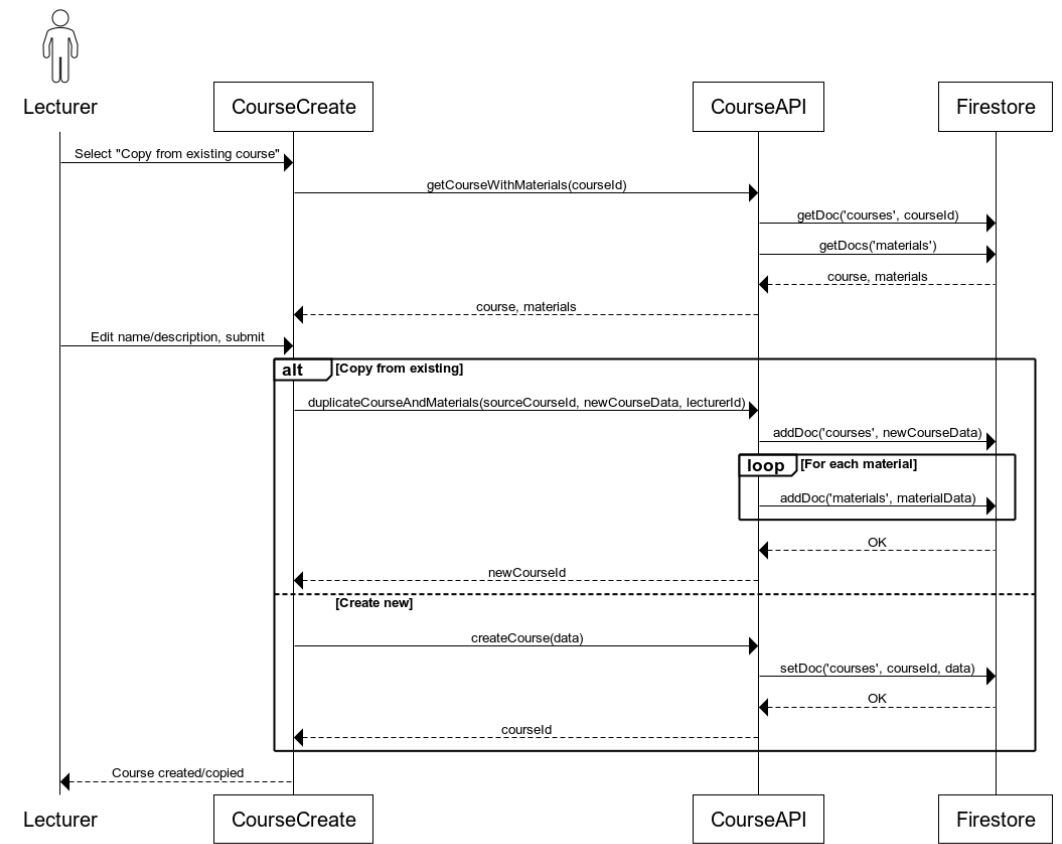 Lecturer
CourseCreate
CourseAPI
Firestore
Select "Copy from existing course"
getCourseWithMaterials(courseId)
getDoc('courses', courseId)
getDocs('materials')
course, materials
course, materials
Edit name/description, submit
alt
[Copy from existing]
duplicateCourseAndMaterials(sourceCourseId, newCourseData, lecturerId)
addDoc('courses', newCourseData)
loop
[For each material]
addDoc('materials', materialData)
OK
newCourseId
[Create new]
createCourse(data)
setDoc('courses', courseId, data)
OK
courseId
Course created/copied
Lecturer
CourseCreate
CourseAPI
Firestore